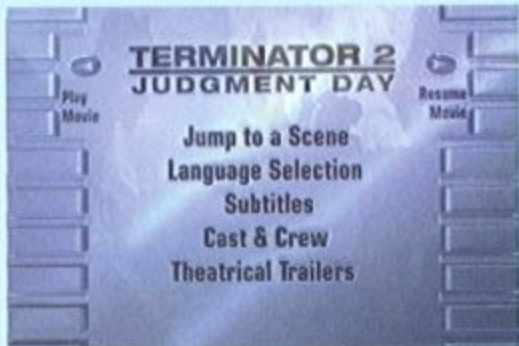 TERMINATOR 2
JUDGMENT DAY
Play
Movie
Resume
Movie
Jump to a Scene
Language Selection
Subtitles
Cast & Crew
Theatrical Trailers